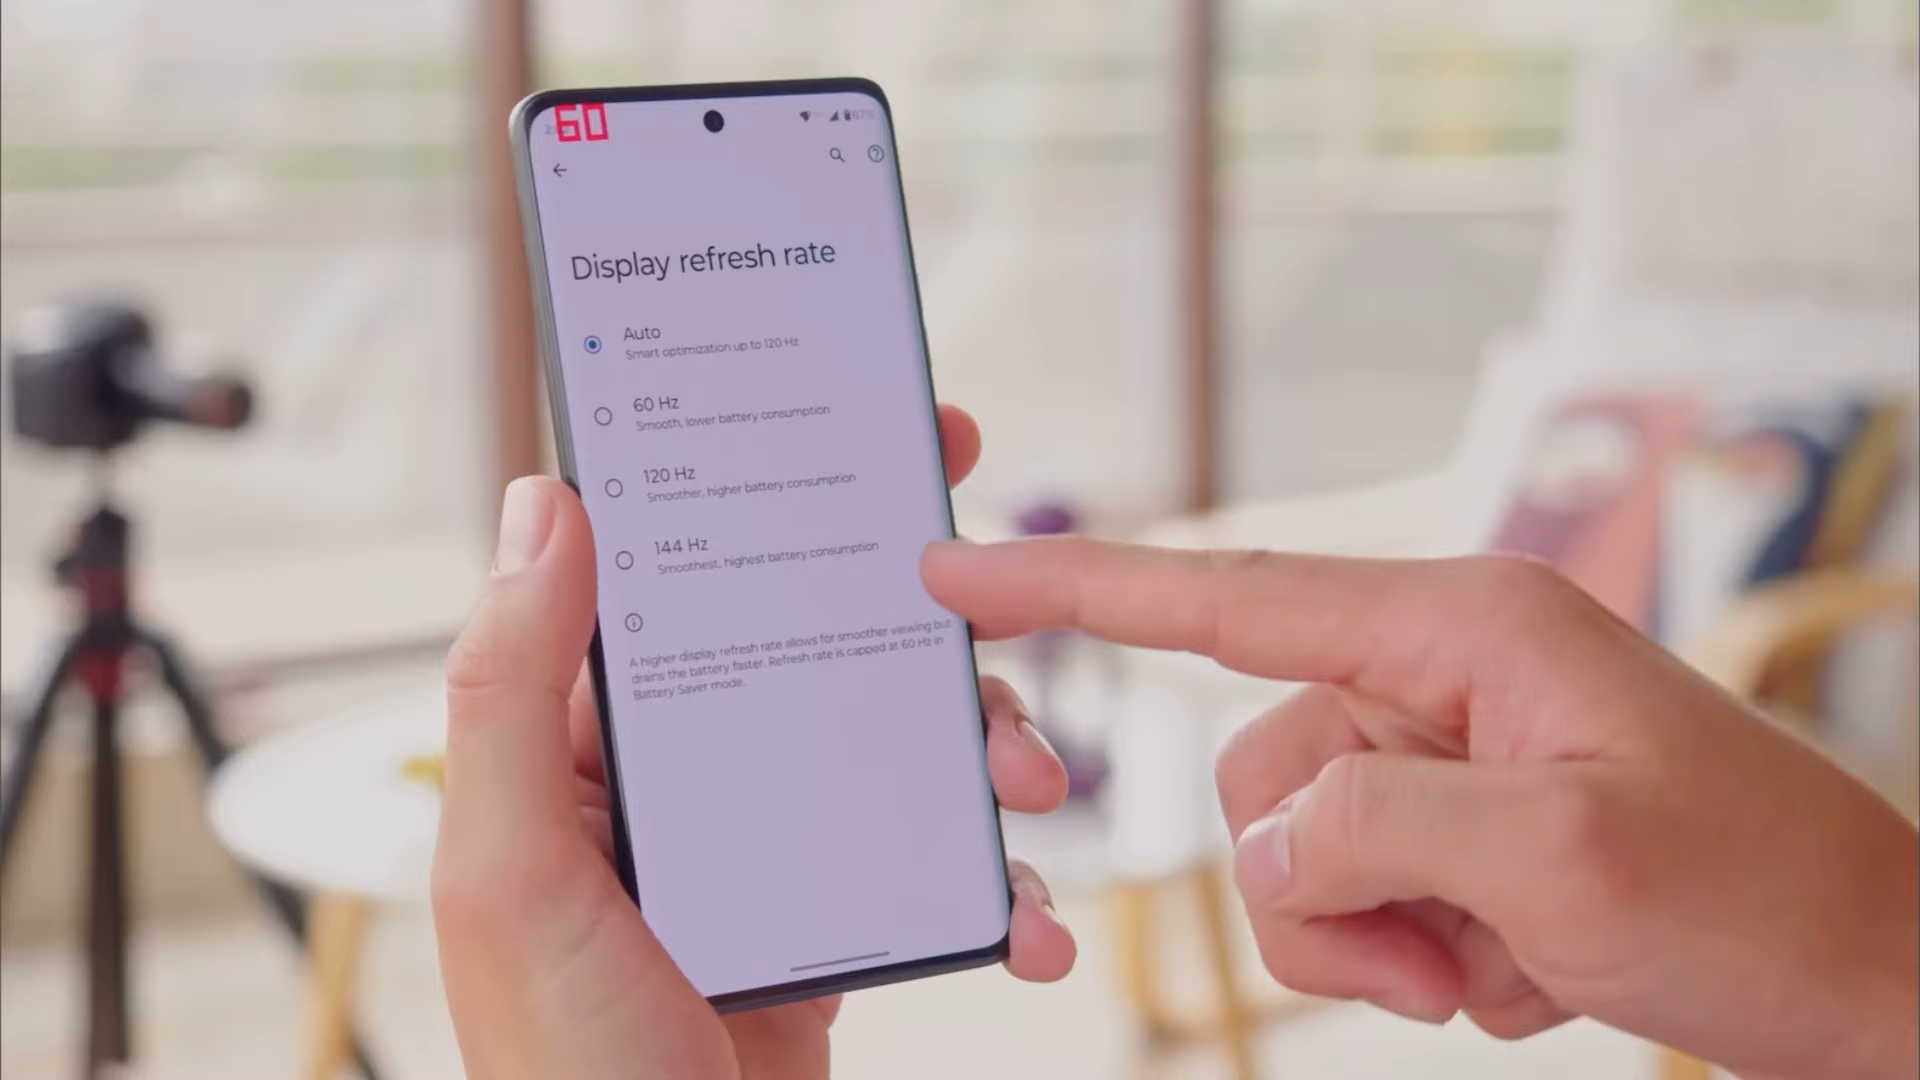 60
87%
Display refresh rate
Auto
Smart optimization up to 120 Hz
60 Hz
Smooth, lower battery consumption
120 Hz
Smoother, higher battery consumption
144 Hz
Smoothest, highest battery consumption
A higher display refresh rate allows for smoother viewing but
drains the battery faster. Refresh rate is capped at 60 Hz in
Battery Saver mode.